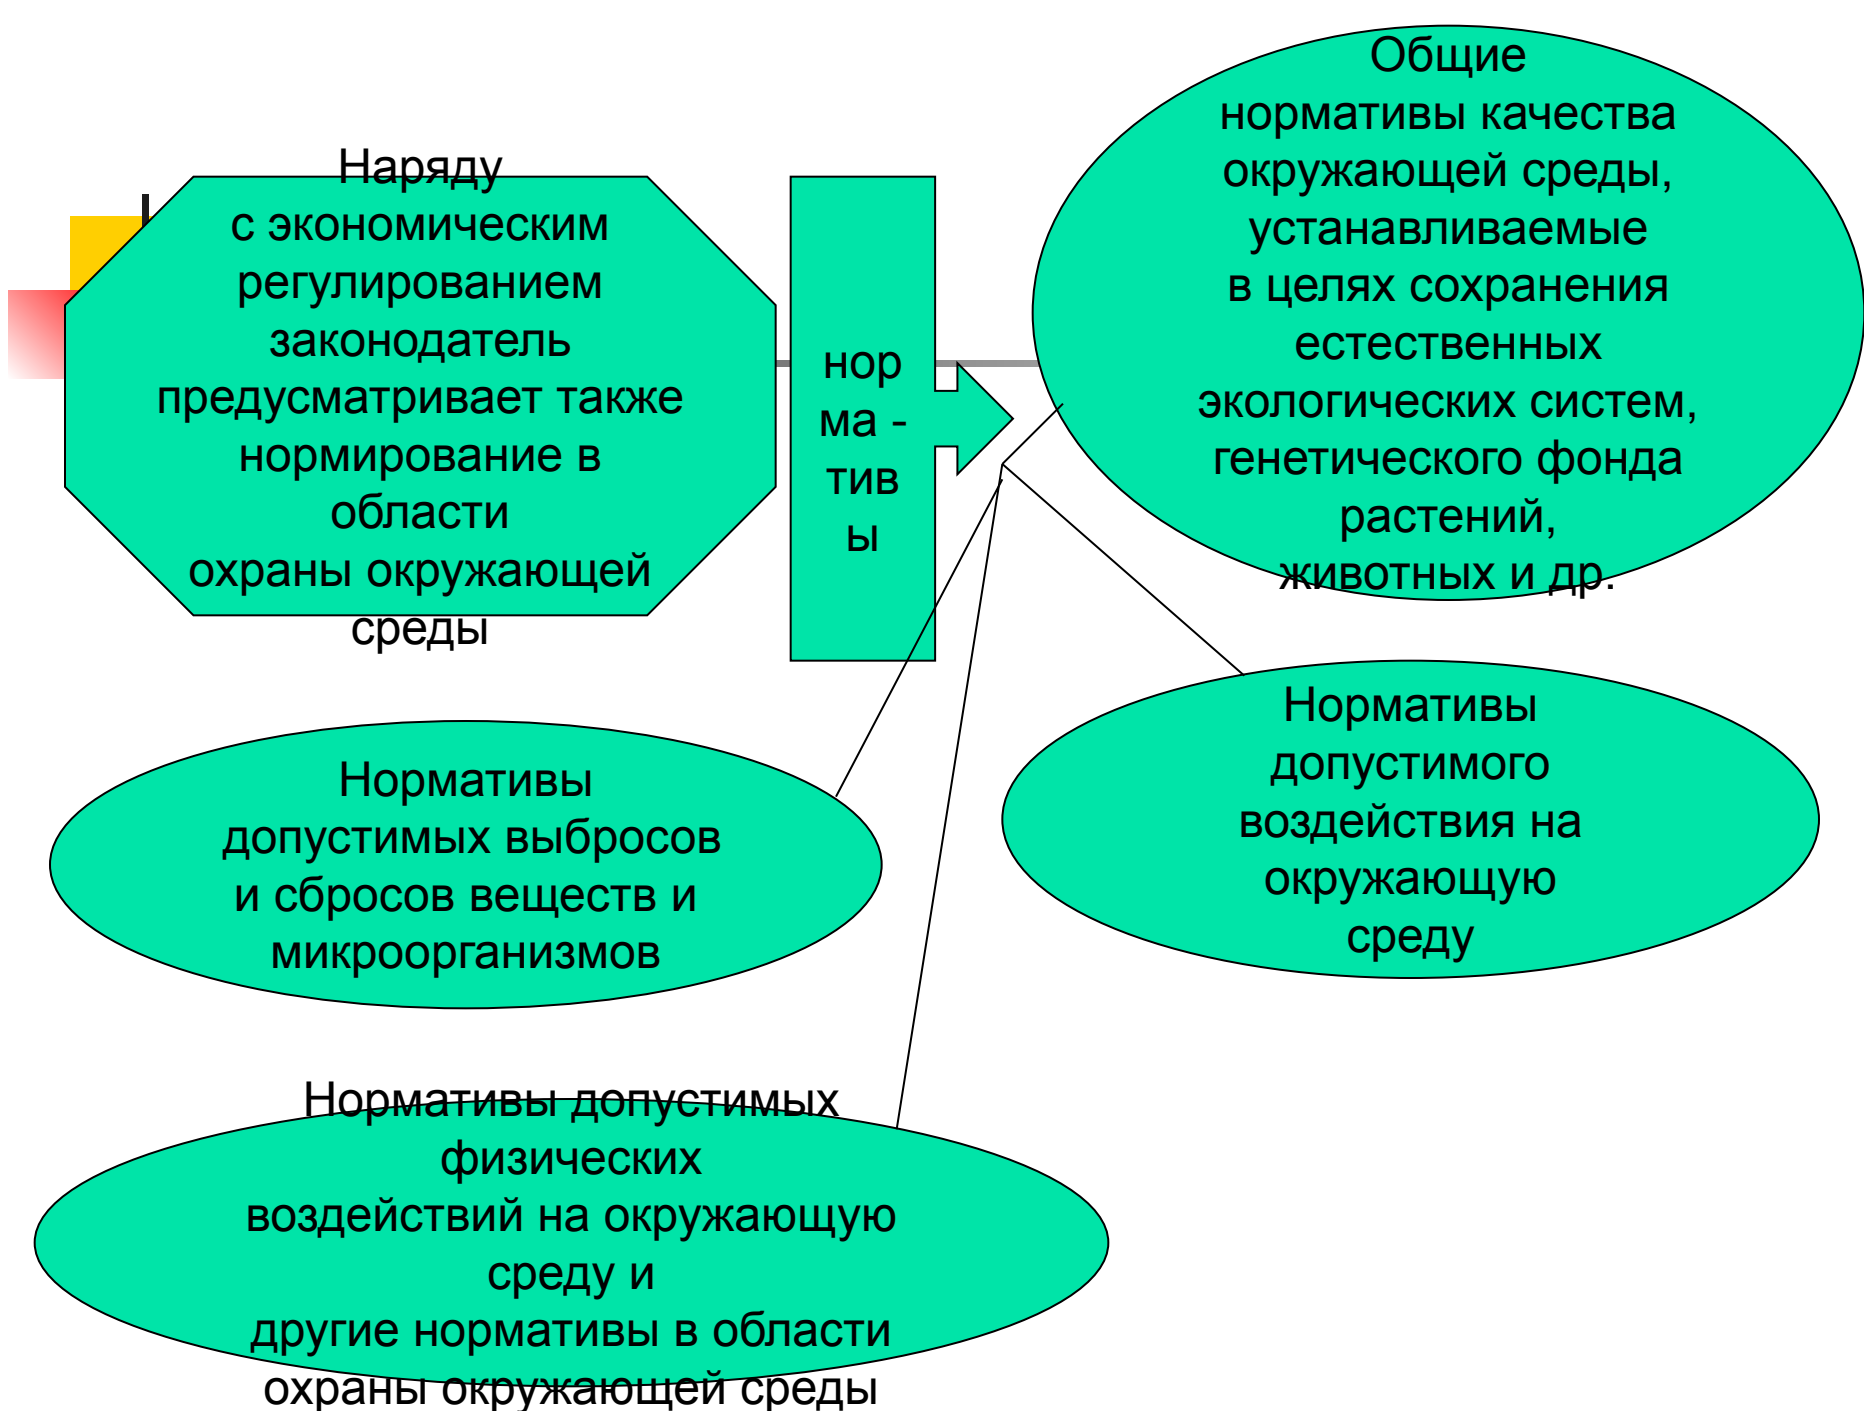 Наряду
с экономическим
регулированием
законодатель
предусматривает также
нормирование в
области
охраны окружающей
среды
нор
ма -
тив
ы
Общие
нормативы качества
окружающей среды,
устанавливаемые
в целях сохранения
естественных
экологических систем,
генетического фонда
растений,
животных и др.
Нормативы
допустимых выбросов
и сбросов веществ и
микроорганизмов
Нормативы
допустимого
воздействия на
окружающую
среду
Нормативы допустимых
физических
воздействий на окружающую
среду и
другие нормативы в области
охраны окружающей среды